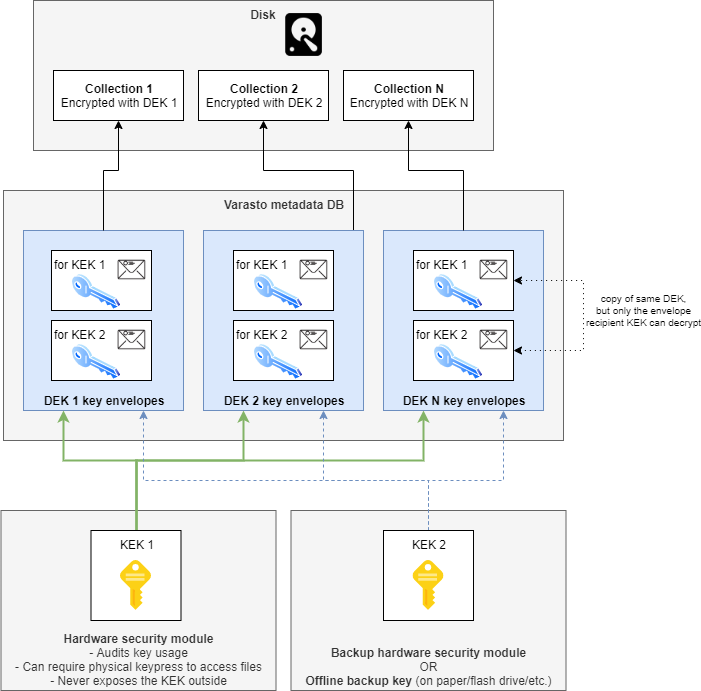 Disk
Collection 1
Encrypted with DEK 1
Collection 2
Encrypted with DEK 2
Collection N
Encrypted with DEK N
Varasto metadata DB
for KEK 1
for KEK 2
DEK 1 key envelopes
for KEK 1
for KEK 2
DEK 2 key envelopes
for KEK 1
for KEK 2
DEK N key envelopes
copy of same DEK,
but only the envelope
recipient KEK can decrypt
KEK 1
Hardware security module
- Audits key usage
- Can require physical keypress to access files
- Never exposes the KEK outside
KEK 2
Backup hardware security module
OR
Offline backup key (on paper/flash drive/etc.)